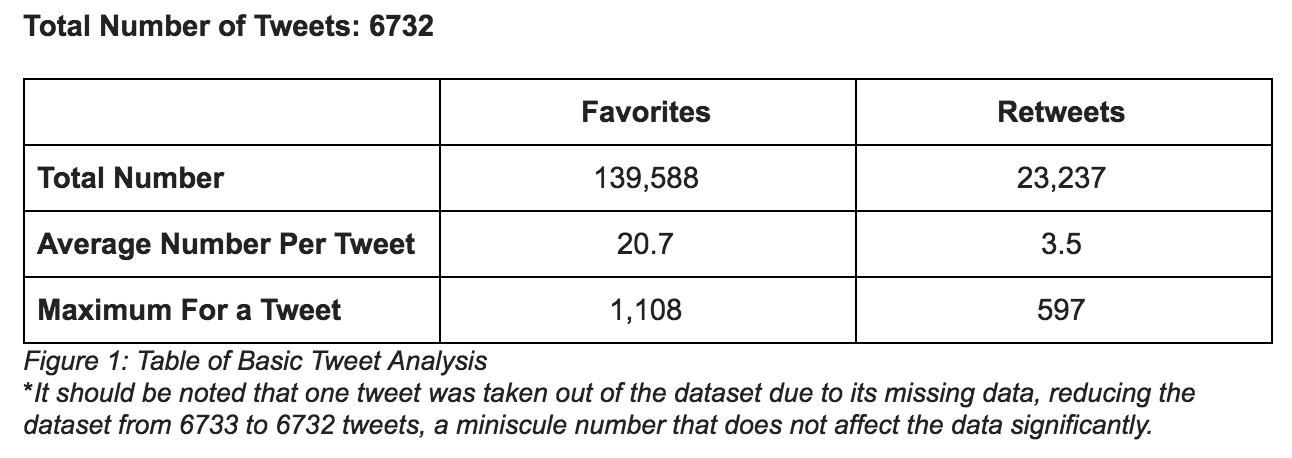 Total Number of Tweets: 6732
Favorites Retweets
Total Number 139,588 23,237
Average Number Per Tweet 20.7 3.5
Maximum For a Tweet 1,108 597
Figure 1: Table of Basic Tweet Analysis
*It should be noted that one tweet was taken out of the dataset due to its missing data, reducing the
dataset from 6733 to 6732 tweets, a miniscule number that does not affect the data significantly.